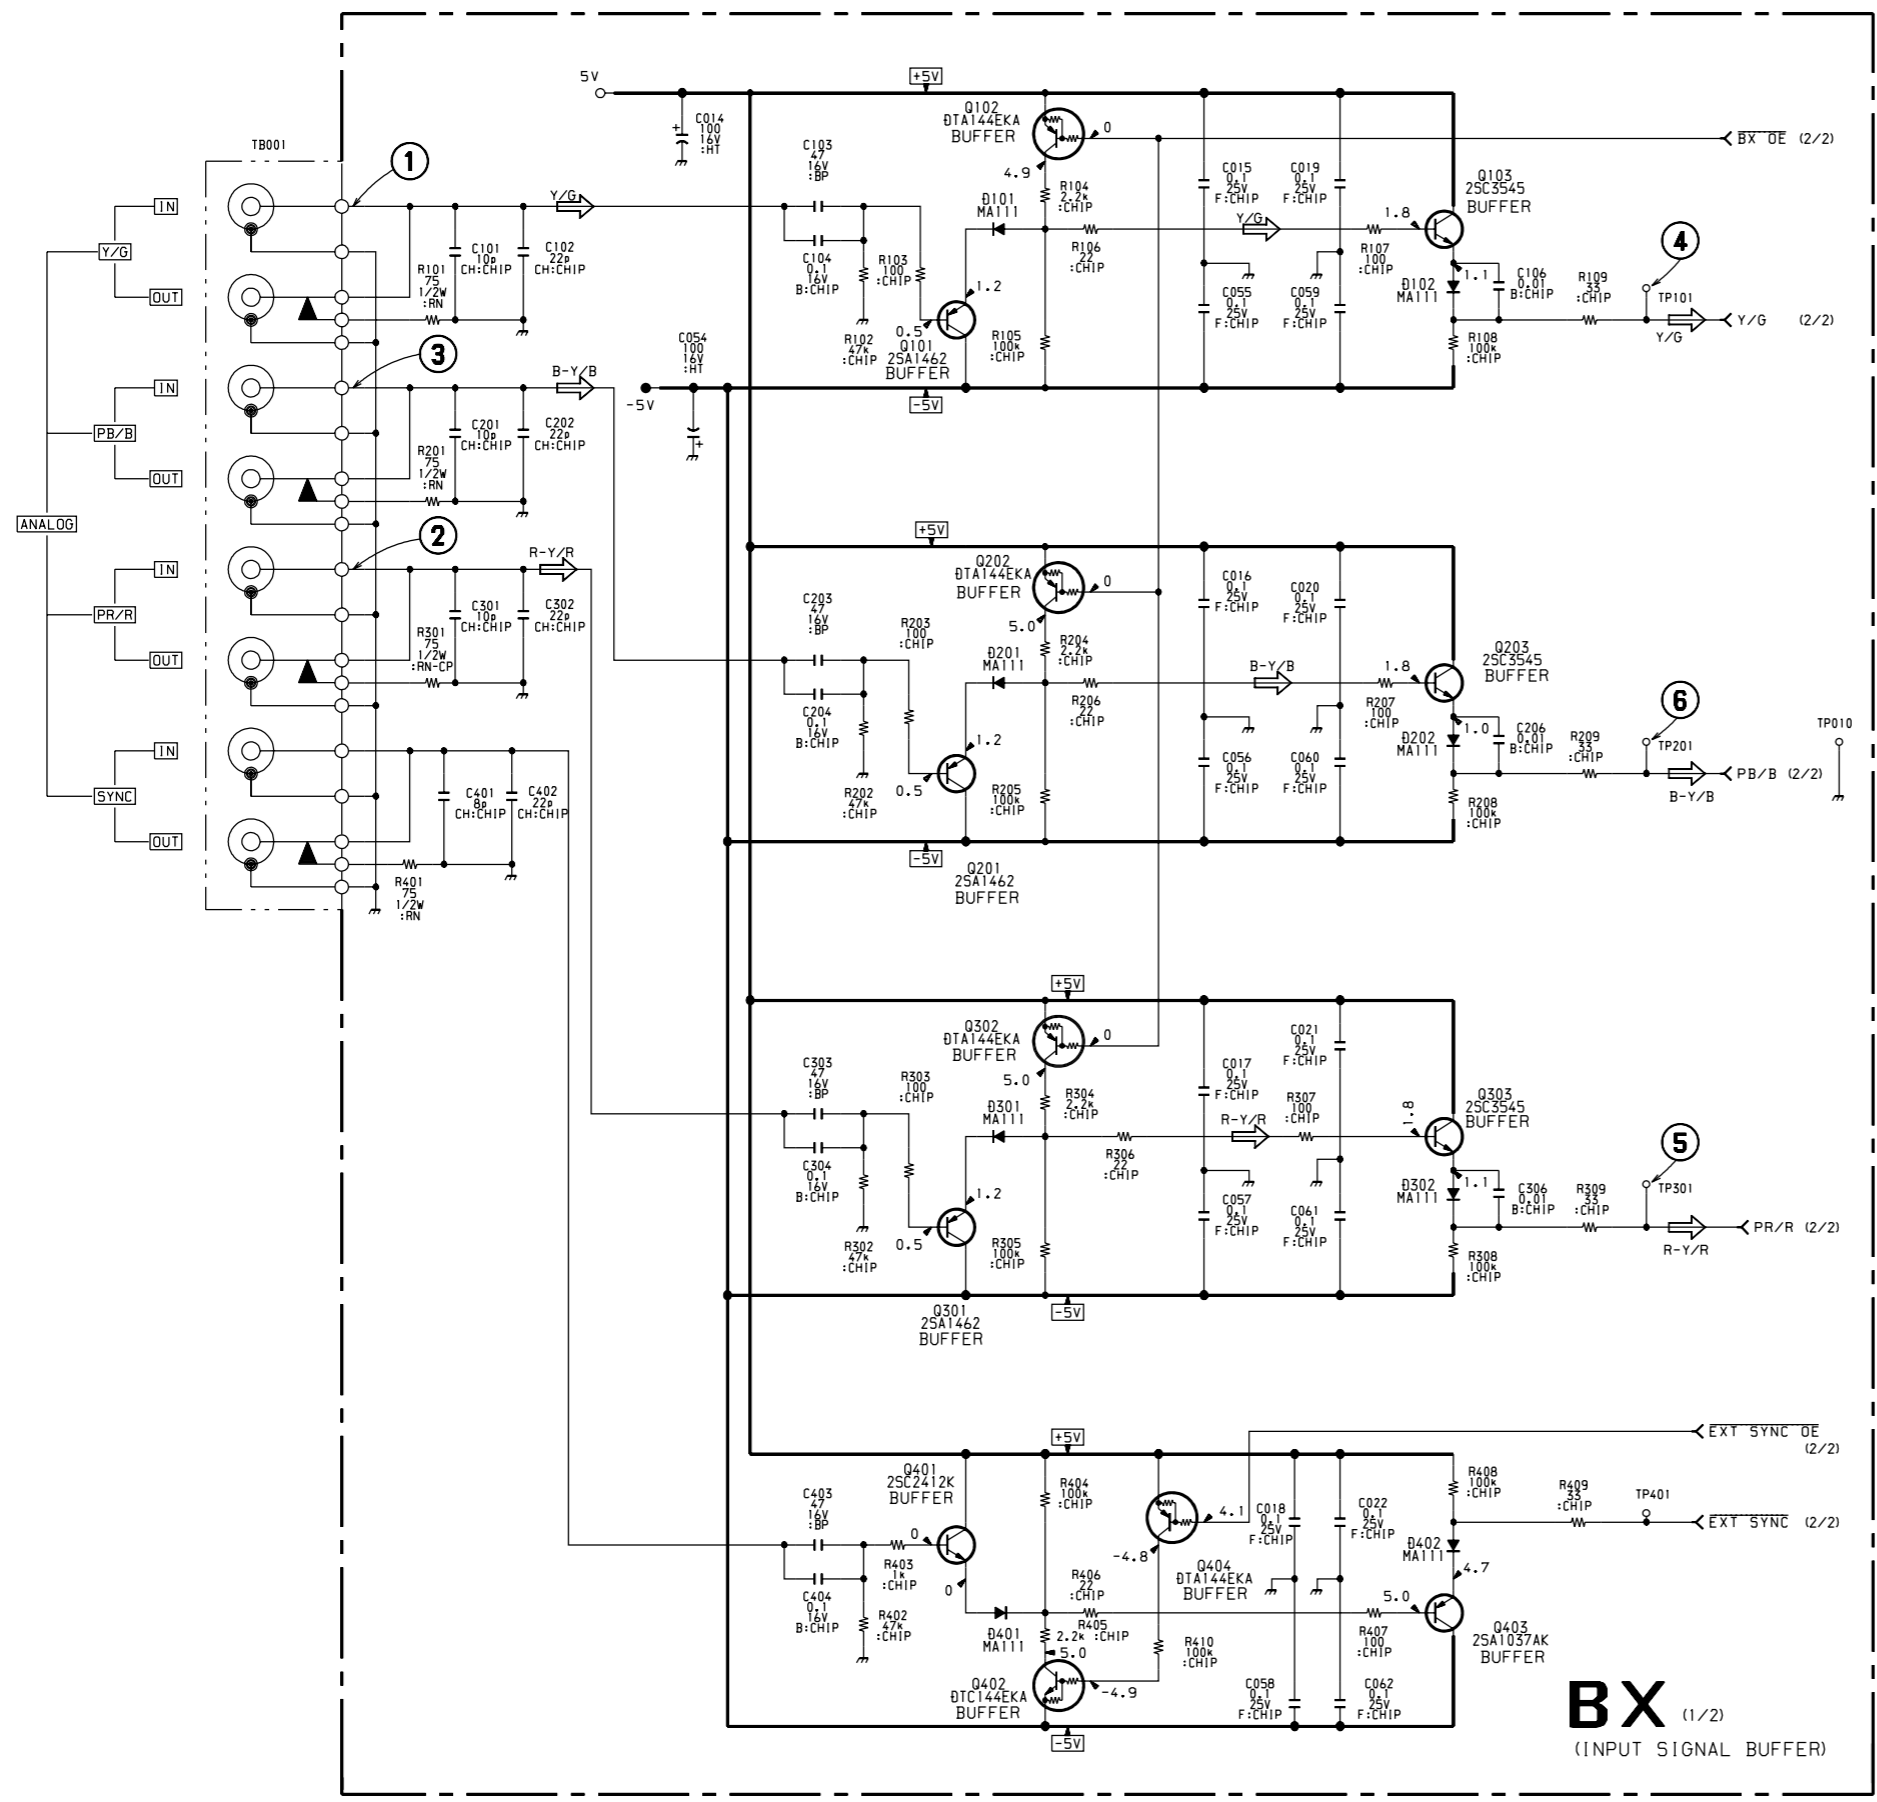 TB001
IN
Y/G
OUT
IN
PB/B
OUT
ANALOG
IN
PR/R
OUT
IN
SYNC
OUT
1
3
2
C101
10p
CH:CHIP
C102
22p
CH:CHIP
R101
75
1/2W
:RN
Y/G
C201
10p
CH:CHIP
C202
22p
CH:CHIP
R201
75
1/2W
:RN
B-Y/B
C301
10p
CH:CHIP
C302
22p
CH:CHIP
R301
75
1/2W
:RN-CP
R-Y/R
C401
8p
CH:CHIP
C402
22p
CH:CHIP
R401
75
1/2W
:RN
5V
+5V
C014
100
16V
:HT
C054
100
16V
:HT
-5V
-5V
C103
47
16V
:BP
C104
0.1
16V
B:CHIP
R103
100
:CHIP
R102
47k
:CHIP
0.5
Q101
2SA1462
BUFFER
1.2
Q102
DTA144EKA
BUFFER
0
4.9
D101
MA111
R104
2.2k
:CHIP
R106
22
:CHIP
R105
100k
:CHIP
C015
0.1
25V
F:CHIP
C019
0.1
25V
F:CHIP
Y/G
C055
0.1
25V
F:CHIP
C059
0.1
25V
F:CHIP
R107
100
:CHIP
1.8
Q103
2SC3545
BUFFER
1.1
D102
MA111
C106
0.01
B:CHIP
R109
33
:CHIP
R108
100k
:CHIP
4
TP101
Y/G
BX OE (2/2)
Y/G (2/2)
+5V
Q202
DTA144EKA
BUFFER
0
5.0
C203
47
16V
:BP
C204
0.1
16V
B:CHIP
R203
100
:CHIP
R202
47k
:CHIP
0.5
1.2
D201
MA111
R204
2.2k
:CHIP
R206
22
:CHIP
R205
100k
:CHIP
-5V
Q201
2SA1462
BUFFER
C016
0.1
25V
F:CHIP
C020
0.1
25V
F:CHIP
B-Y/B
C056
0.1
25V
F:CHIP
C060
0.1
25V
F:CHIP
R207
100
:CHIP
1.8
Q203
2SC3545
BUFFER
1.0
D202
MA111
C206
0.01
B:CHIP
R209
33
:CHIP
R208
100k
:CHIP
6
TP201
B-Y/B
PB/B (2/2)
TP010
+5V
Q302
DTA144EKA
BUFFER
0
5.0
C303
47
16V
:BP
C304
0.1
16V
B:CHIP
R303
100
:CHIP
R302
47k
:CHIP
0.5
1.2
D301
MA111
R304
2.2k
:CHIP
R306
22
:CHIP
R305
100k
:CHIP
-5V
Q301
2SA1462
BUFFER
C017
0.1
25V
F:CHIP
C021
0.1
25V
F:CHIP
R-Y/R
R307
100
:CHIP
C057
0.1
25V
F:CHIP
C061
0.1
25V
F:CHIP
1.8
Q303
2SC3545
BUFFER
1.1
D302
MA111
C306
0.01
B:CHIP
R309
33
:CHIP
R308
100k
:CHIP
5
TP301
R-Y/R
PR/R (2/2)
+5V
EXT SYNC OE
(2/2)
Q401
2SC2412K
BUFFER
C403
47
16V
:BP
C404
0.1
16V
B:CHIP
R403
1k
:CHIP
R402
47k
:CHIP
0
0
R404
100k
:CHIP
D401
MA111
R406
22
:CHIP
R405
2.2k :CHIP
5.0
Q402
DTC144EKA
BUFFER
-4.9
-5V
4.1
-4.8
Q404
DTA144EKA
BUFFER
R410
100k
:CHIP
C018
0.1
25V
F:CHIP
C022
0.1
25V
F:CHIP
C058
0.1
25V
F:CHIP
C062
0.1
25V
F:CHIP
R407
100
:CHIP
5.0
R408
100k
:CHIP
D402
MA111
4.7
Q403
2SA1037AK
BUFFER
R409
33
:CHIP
TP401
EXT SYNC (2/2)
BX (1/2)
(INPUT SIGNAL BUFFER)